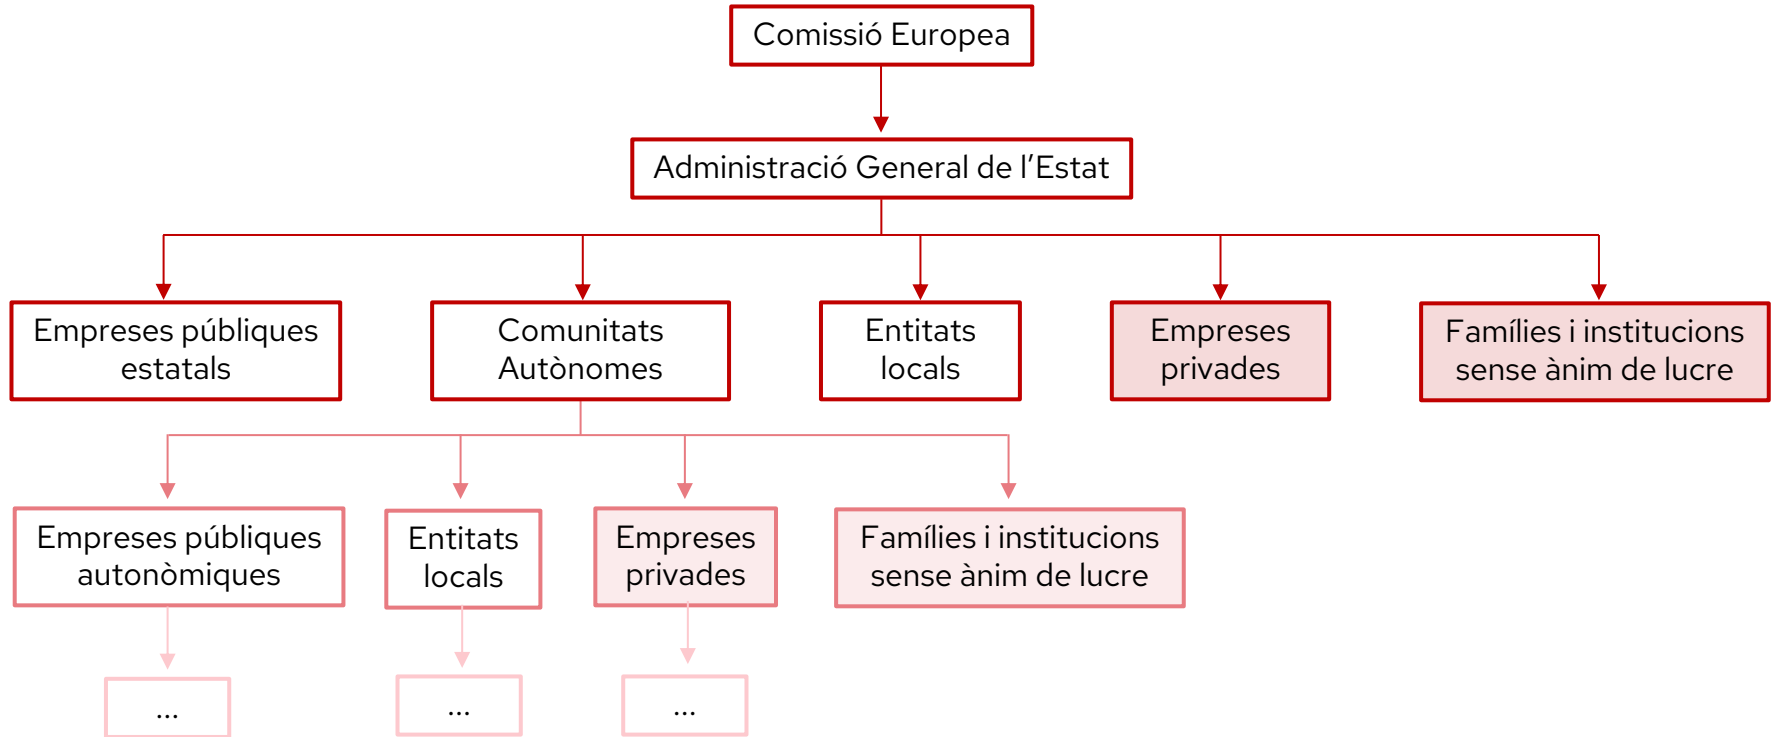 Comissió Europea
Administració General de l’Estat
Empreses públiques
estatals
Comunitats
Autònomes
Entitats
locals
Empreses
privades
Famílies i institucions
sense ànim de lucre
Empreses públiques
autonòmiques
Entitats
locals
Empreses
privades
Famílies i institucions
sense ànim de lucre
...
...
...